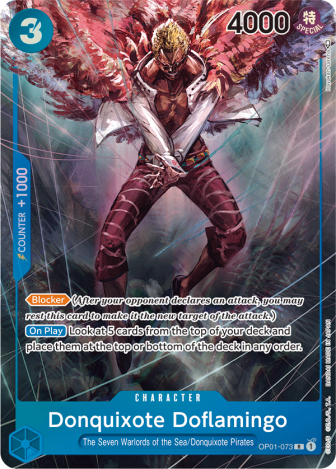 3
4000
特
SPECIAL
COUNTER +1000
Blocker (After your opponent declares an attack, you may
rest this card to make it the new target of the attack.)
On Play Look at 5 cards from the top of your deck and
place them at the top or bottom of the deck in any order.
CHARACTER
Donquixote Doflamingo
The Seven Warlords of the Sea/Donquixote Pirates
OP01-073 R 1